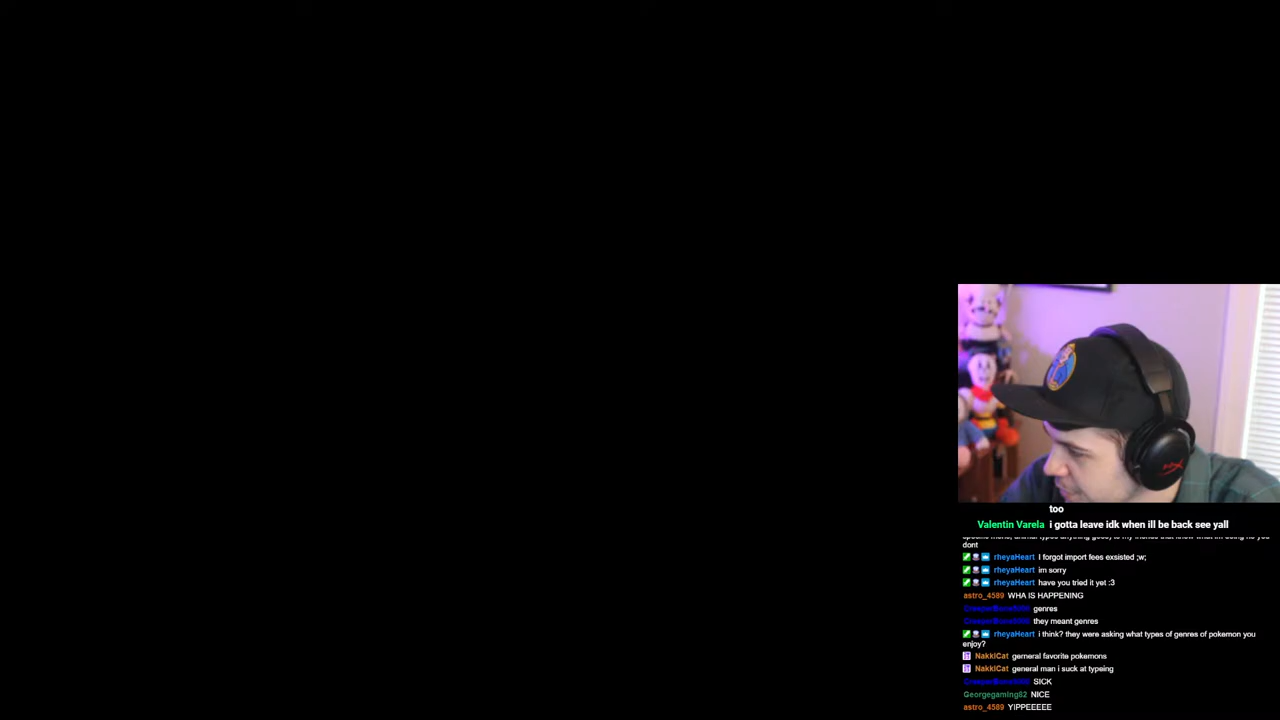 too
Valentin Varela i gotta leave idk when ill be back see yall
dont
rheyaHeart I forgot import fees exsisted ;w;
rheyaHeart im sorry
rheyaHeart have you tried it yet :3
astro_4589 WHA IS HAPPENING
genres
they meant genres
rheyaHeart i think? they were asking what types of genres of pokemon you
enjoy?
NakkiCat gemeral favorite pokemons
NakkiCat general man i suck at typeing
SICK
Georgegaming82 NICE
astro_4589 YIPPEEEEE